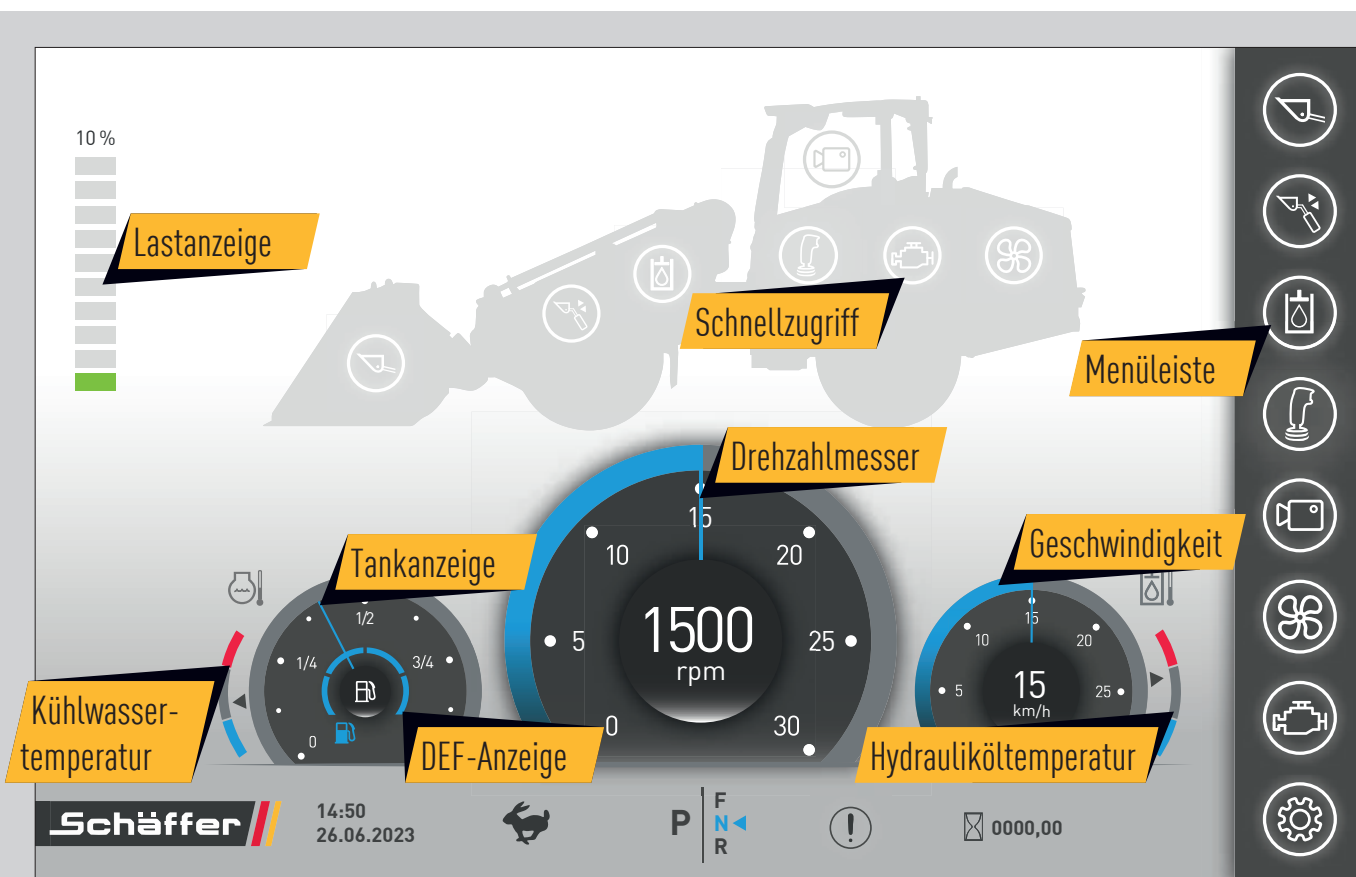 10 %
Lastanzeige
Schnellzugriff
Menüleiste
Drehzahlmesser
15
10
20
5
25
0
30
1500
rpm
Tankanzeige
1/2
1/4
3/4
0
Geschwindigkeit
15
10
20
5
25
15
km/h
Kühlwasser-
temperatur
DEF-Anzeige
Hydrauliköltemperatur
Schäffer
14:50
26.06.2023
P
F
N
R
0000,00